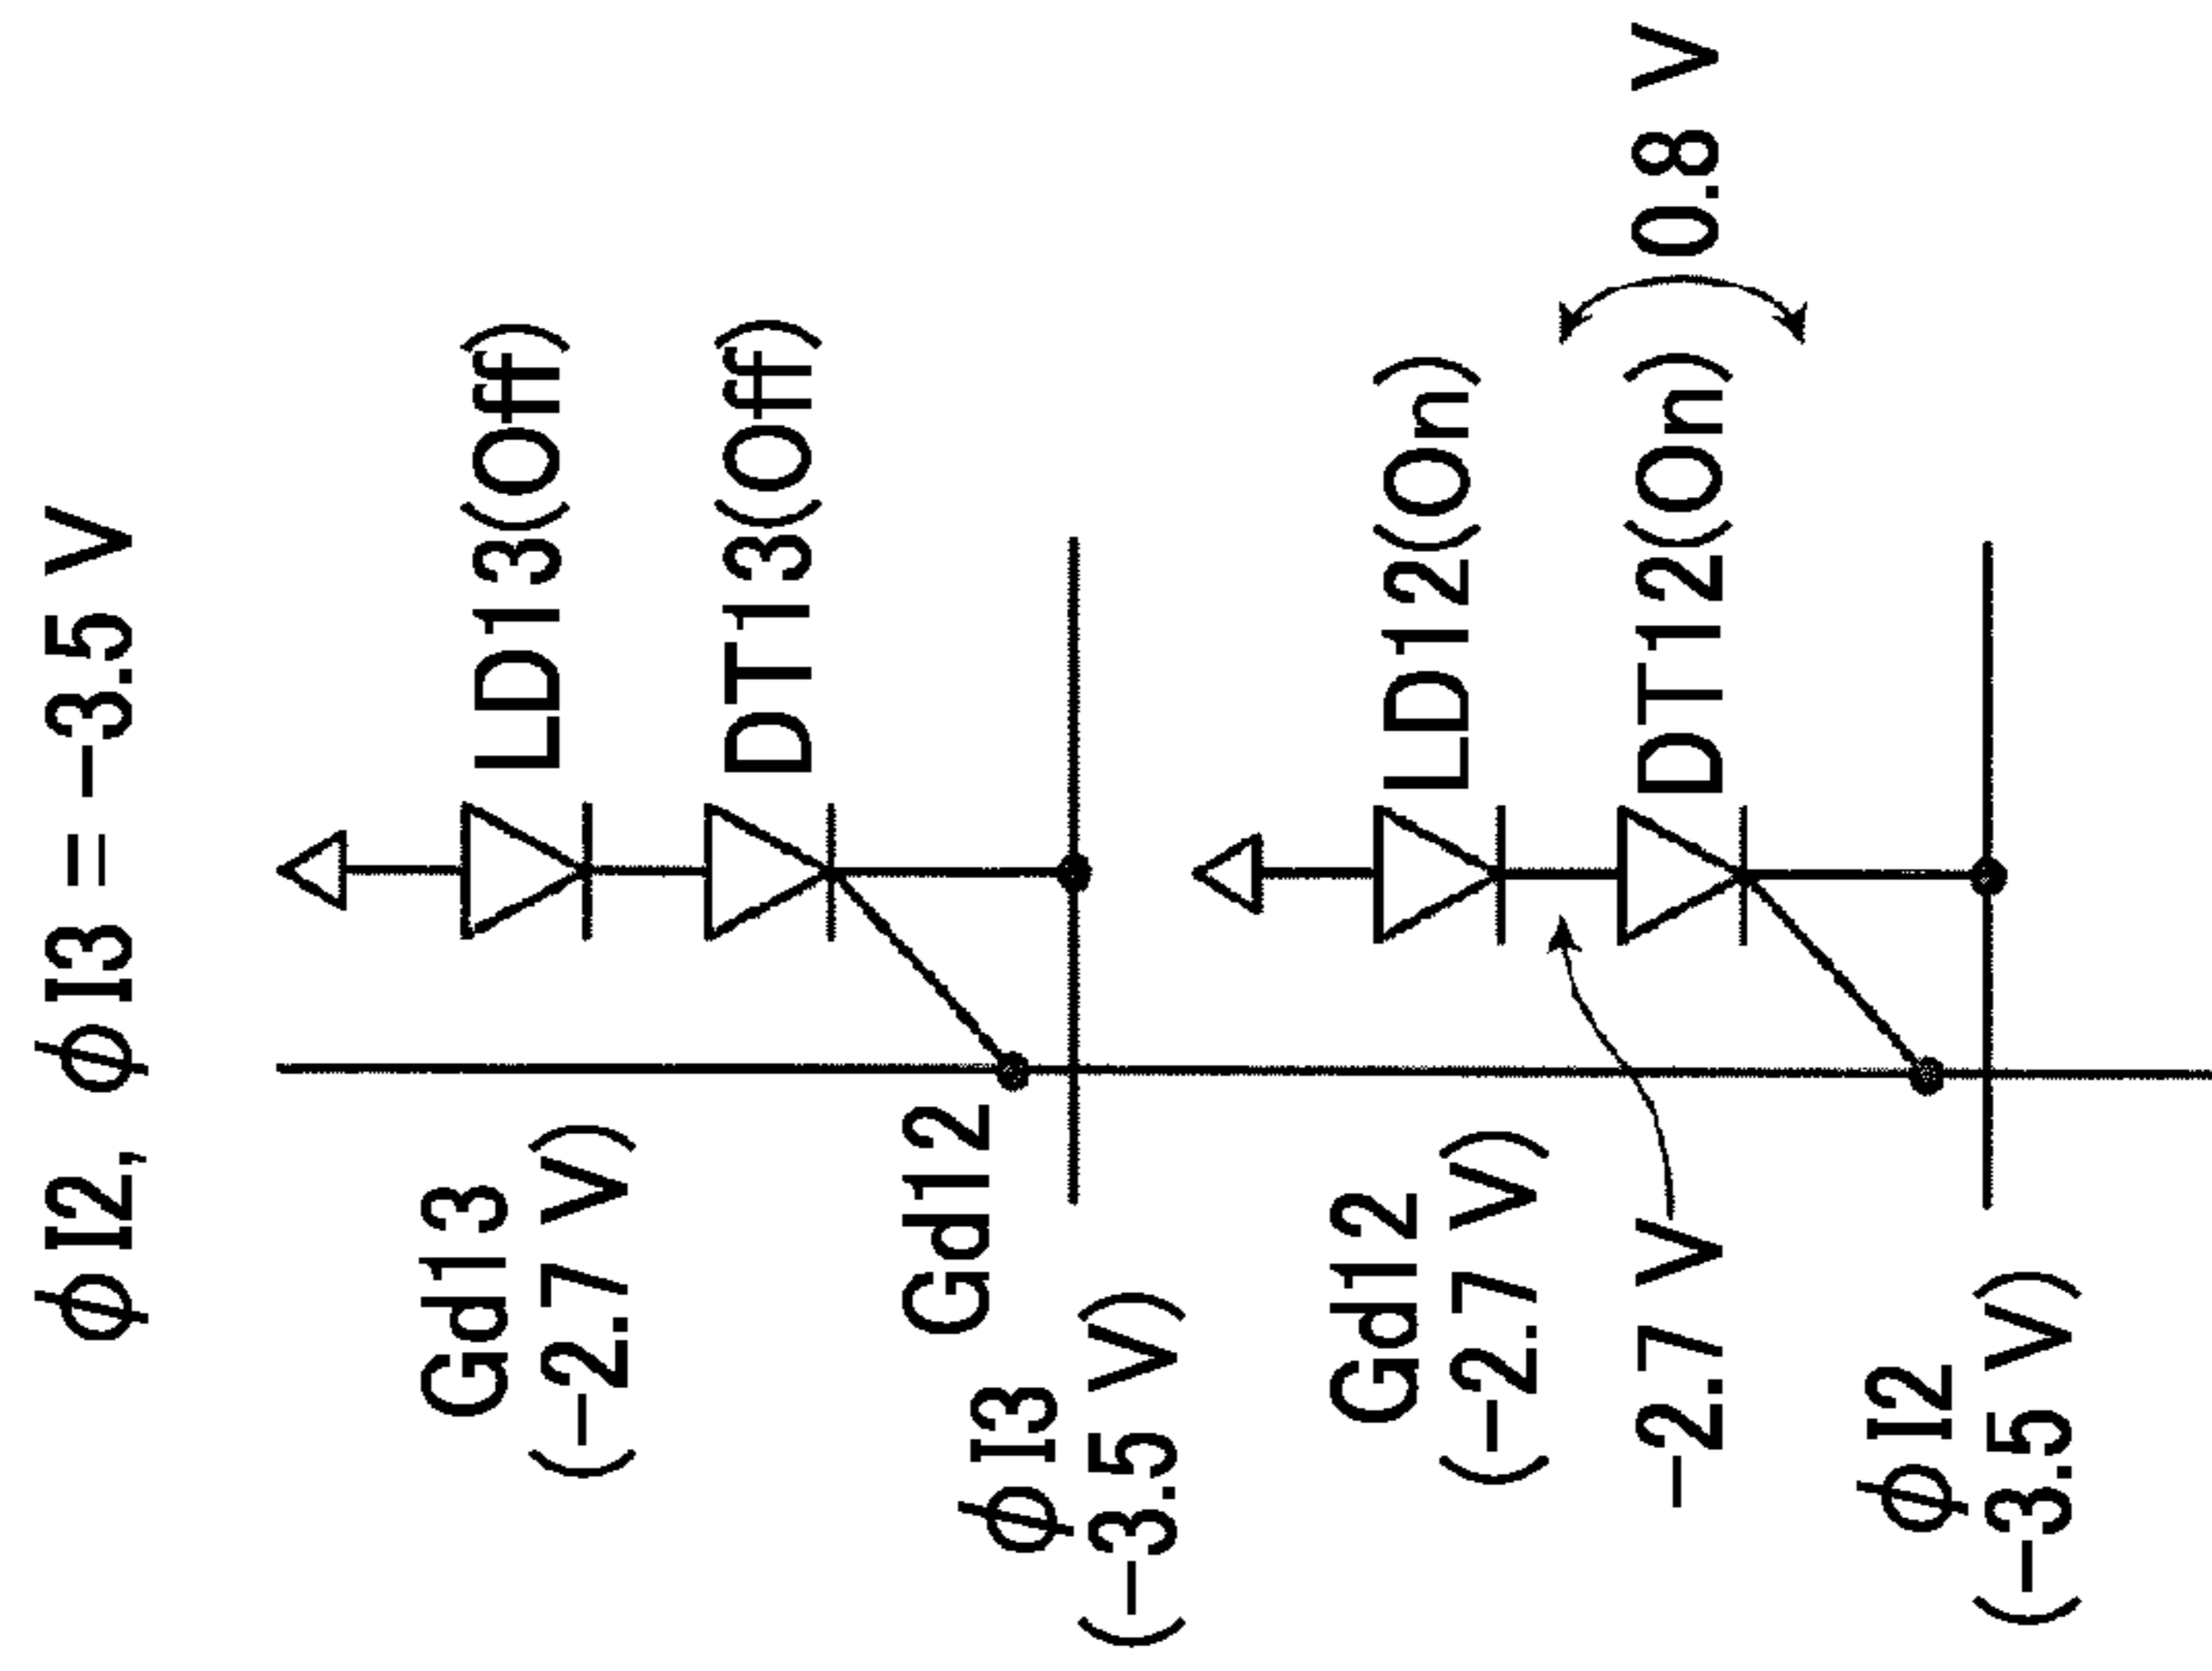 φI2, φI3 = −3.5 V
Gd13
(−2.7 V)
LD13(Off)
DT13(Off)
Gd12
φI3
(−3.5 V)
Gd12
(−2.7 V)
LD12(On)
−2.7 V
DT12(On)
0.8 V
φI2
(−3.5 V)